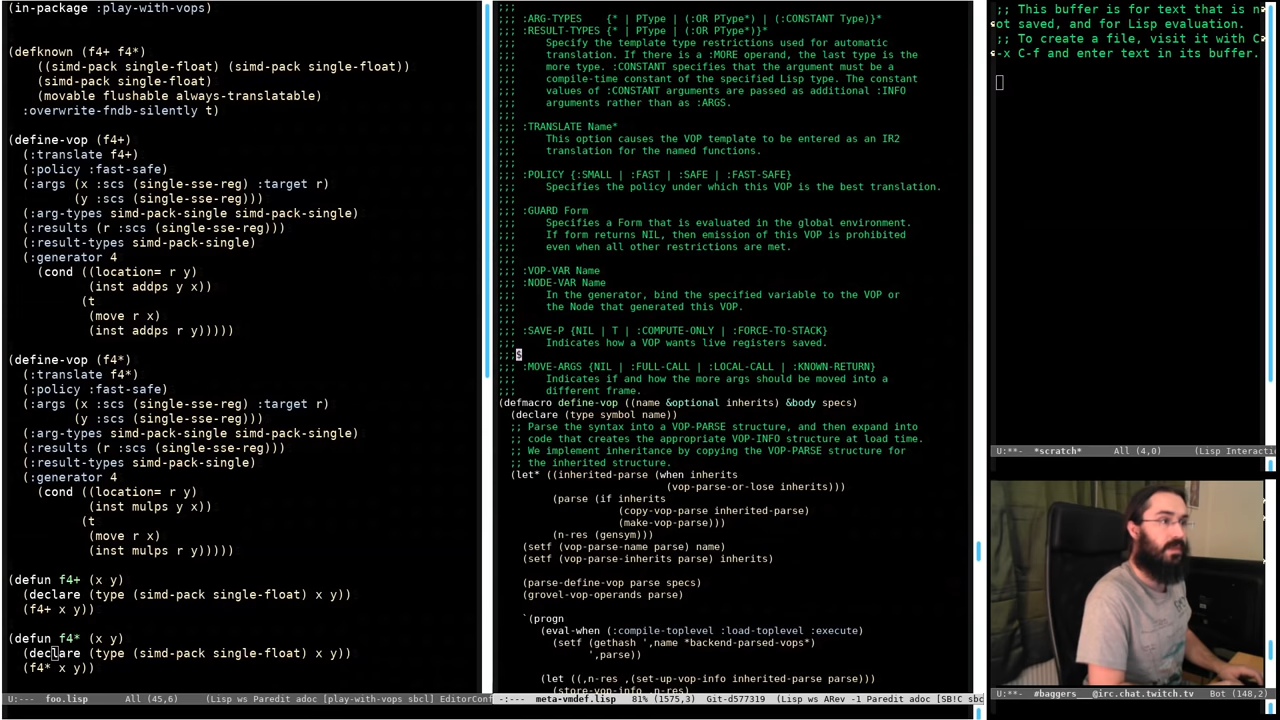 (in-package :play-with-vops)
(defknown (f4+ f4*)
((simd-pack single-float) (simd-pack single-float))
(simd-pack single-float)
(movable flushable always-translatable)
:overwrite-fndb-silently t)
(define-vop (f4+)
(:translate f4+)
(:policy :fast-safe)
(:args (x :scs (single-sse-reg) :target r)
(y :scs (single-sse-reg)))
(:arg-types simd-pack-single simd-pack-single)
(:results (r :scs (single-sse-reg)))
(:result-types simd-pack-single)
(:generator 4
(cond ((location= r y)
(inst addps y x))
(t
(move r x)
(inst addps r y)))))
(define-vop (f4*)
(:translate f4*)
(:policy :fast-safe)
(:args (x :scs (single-sse-reg) :target r)
(y :scs (single-sse-reg)))
(:arg-types simd-pack-single simd-pack-single)
(:results (r :scs (single-sse-reg)))
(:result-types simd-pack-single)
(:generator 4
(cond ((location= r y)
(inst mulps y x))
(t
(move r x)
(inst mulps r y)))))
(defun f4+ (x y)
(declare (type (simd-pack single-float) x y))
(f4+ x y))
(defun f4* (x y)
(declare (type (simd-pack single-float) x y))
(f4* x y))
U:--- foo.lisp All (45,6) (Lisp ws Paredit adoc [play-with-vops sbcl] EditorConf
;;;
;;; :ARG-TYPES {* | PType | (:OR PType*) | (:CONSTANT Type)}*
;;; :RESULT-TYPES {* | PType | (:OR PType*)}*
;;; Specify the template type restrictions used for automatic
;;; translation. If there is a :MORE operand, the last type is the
;;; more type. :CONSTANT specifies that the argument must be a
;;; compile-time constant of the specified Lisp type. The constant
;;; values of :CONSTANT arguments are passed as additional :INFO
;;; arguments rather than as :ARGS.
;;;
;;; :TRANSLATE Name*
;;; This option causes the VOP template to be entered as an IR2
;;; translation for the named functions.
;;;
;;; :POLICY {:SMALL | :FAST | :SAFE | :FAST-SAFE}
;;; Specifies the policy under which this VOP is the best translation.
;;;
;;; :GUARD Form
;;; Specifies a Form that is evaluated in the global environment.
;;; If form returns NIL, then emission of this VOP is prohibited
;;; even when all other restrictions are met.
;;;
;;; :VOP-VAR Name
;;; :NODE-VAR Name
;;; In the generator, bind the specified variable to the VOP or
;;; the Node that generated this VOP.
;;;
;;; :SAVE-P {NIL | T | :COMPUTE-ONLY | :FORCE-TO-STACK}
;;; Indicates how a VOP wants live registers saved.
;;;$
;;; :MOVE-ARGS {NIL | :FULL-CALL | :LOCAL-CALL | :KNOWN-RETURN}
;;; Indicates if and how the more args should be moved into a
;;; different frame.
(defmacro define-vop ((name &optional inherits) &body specs)
(declare (type symbol name))
;; Parse the syntax into a VOP-PARSE structure, and then expand into
;; code that creates the appropriate VOP-INFO structure at load time.
;; We implement inheritance by copying the VOP-PARSE structure for
;; the inherited structure.
(let* ((inherited-parse (when inherits
(vop-parse-or-lose inherits)))
(parse (if inherits
(copy-vop-parse inherited-parse)
(make-vop-parse)))
(n-res (gensym)))
(setf (vop-parse-name parse) name)
(setf (vop-parse-inherits parse) inherits)
(parse-define-vop parse specs)
(grovel-vop-operands parse)
`(progn
(eval-when (:compile-toplevel :load-toplevel :execute)
(setf (gethash ',name *backend-parsed-vops*)
',parse))
(let ((,n-res ,(set-up-vop-info inherited-parse parse)))
(store-vop-info ,n-res)
-:--- meta-vmdef.lisp 81% (1575,3) Git-d577319 (Lisp ws ARev -1 Paredit adoc [SB!C sbc
;; This buffer is for text that is n
ot saved, and for Lisp evaluation.
;; To create a file, visit it with C
-x C-f and enter text in its buffer.
U:**- *scratch* All (4,0) (Lisp Interacti
U:**- #baggers___@irc.chat.twitch.tv Bot (148,2)